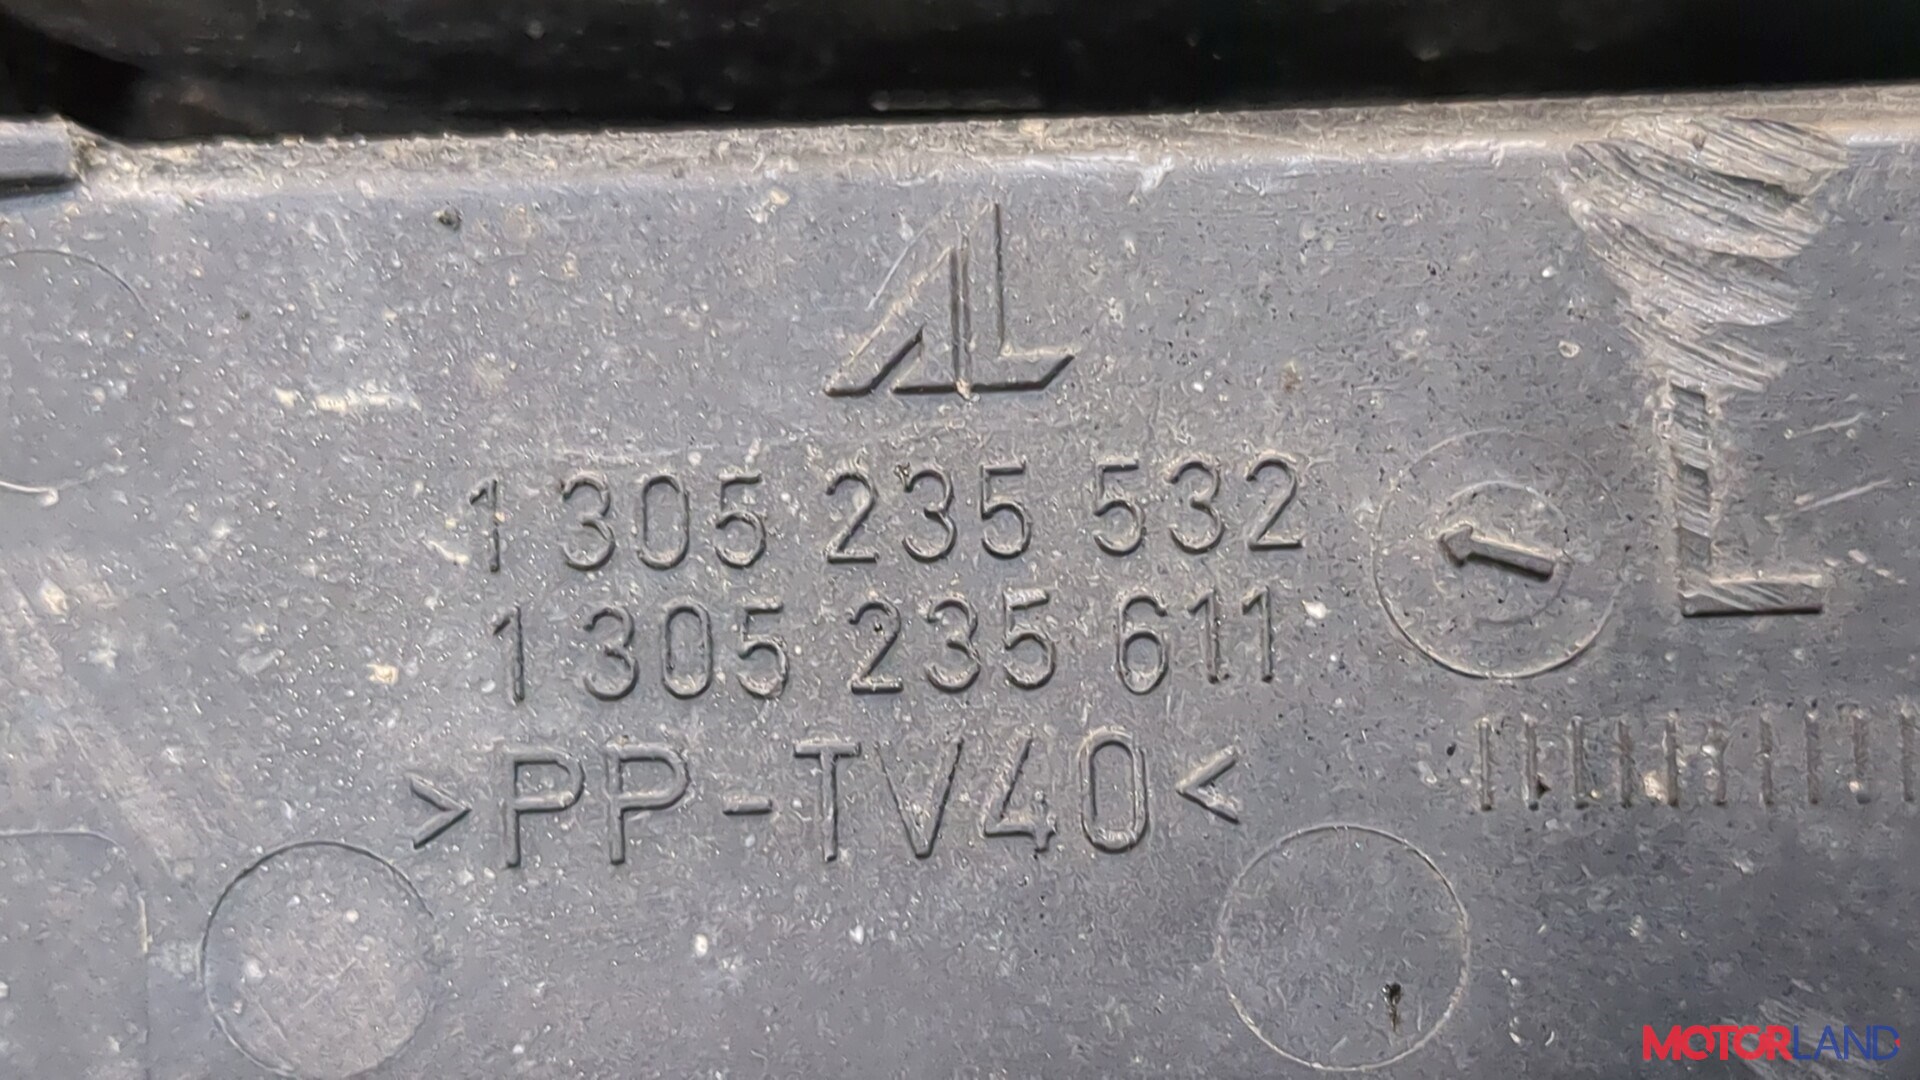 AL
1 305 235 532
1 305 235 611
L
>PP-TV40<
MOTORLAND